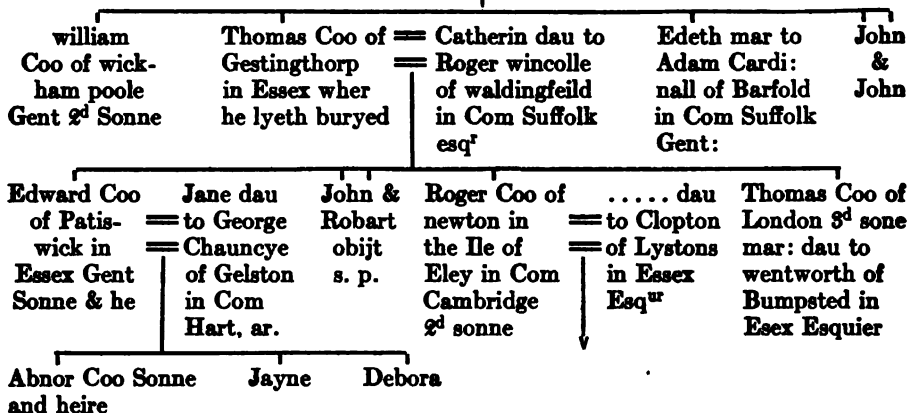 william
Coo of wick-
ham poole
Gent 2d Sonne
Thomas Coo of
Gestingthorp
in Essex wher
he lyeth buryed
Catherin dau to
Roger wincolle
of waldingfeild
in Com Suffolk
esqr
Edeth mar to
Adam Cardi:
nall of Barfold
in Com Suffolk
Gent:
John
&
John
Edward Coo
of Patis-
wick in
Essex Gent
Sonne & he
Jane dau
to George
Chauncye
of Gelston
in Com
Hart, ar.
John &
Robart
obijt
s. p.
Roger Coo of
newton in
the Ile of
Eley in Com
Cambridge
2d sonne
..... dau
to Clopton
of Lystons
in Essex
Esqur
Thomas Coo of
London 3d sone
mar: dau to
wentworth of
Bumpsted in
Esex Esquier
Abnor Coo Sonne
and heire
Jayne
Debora